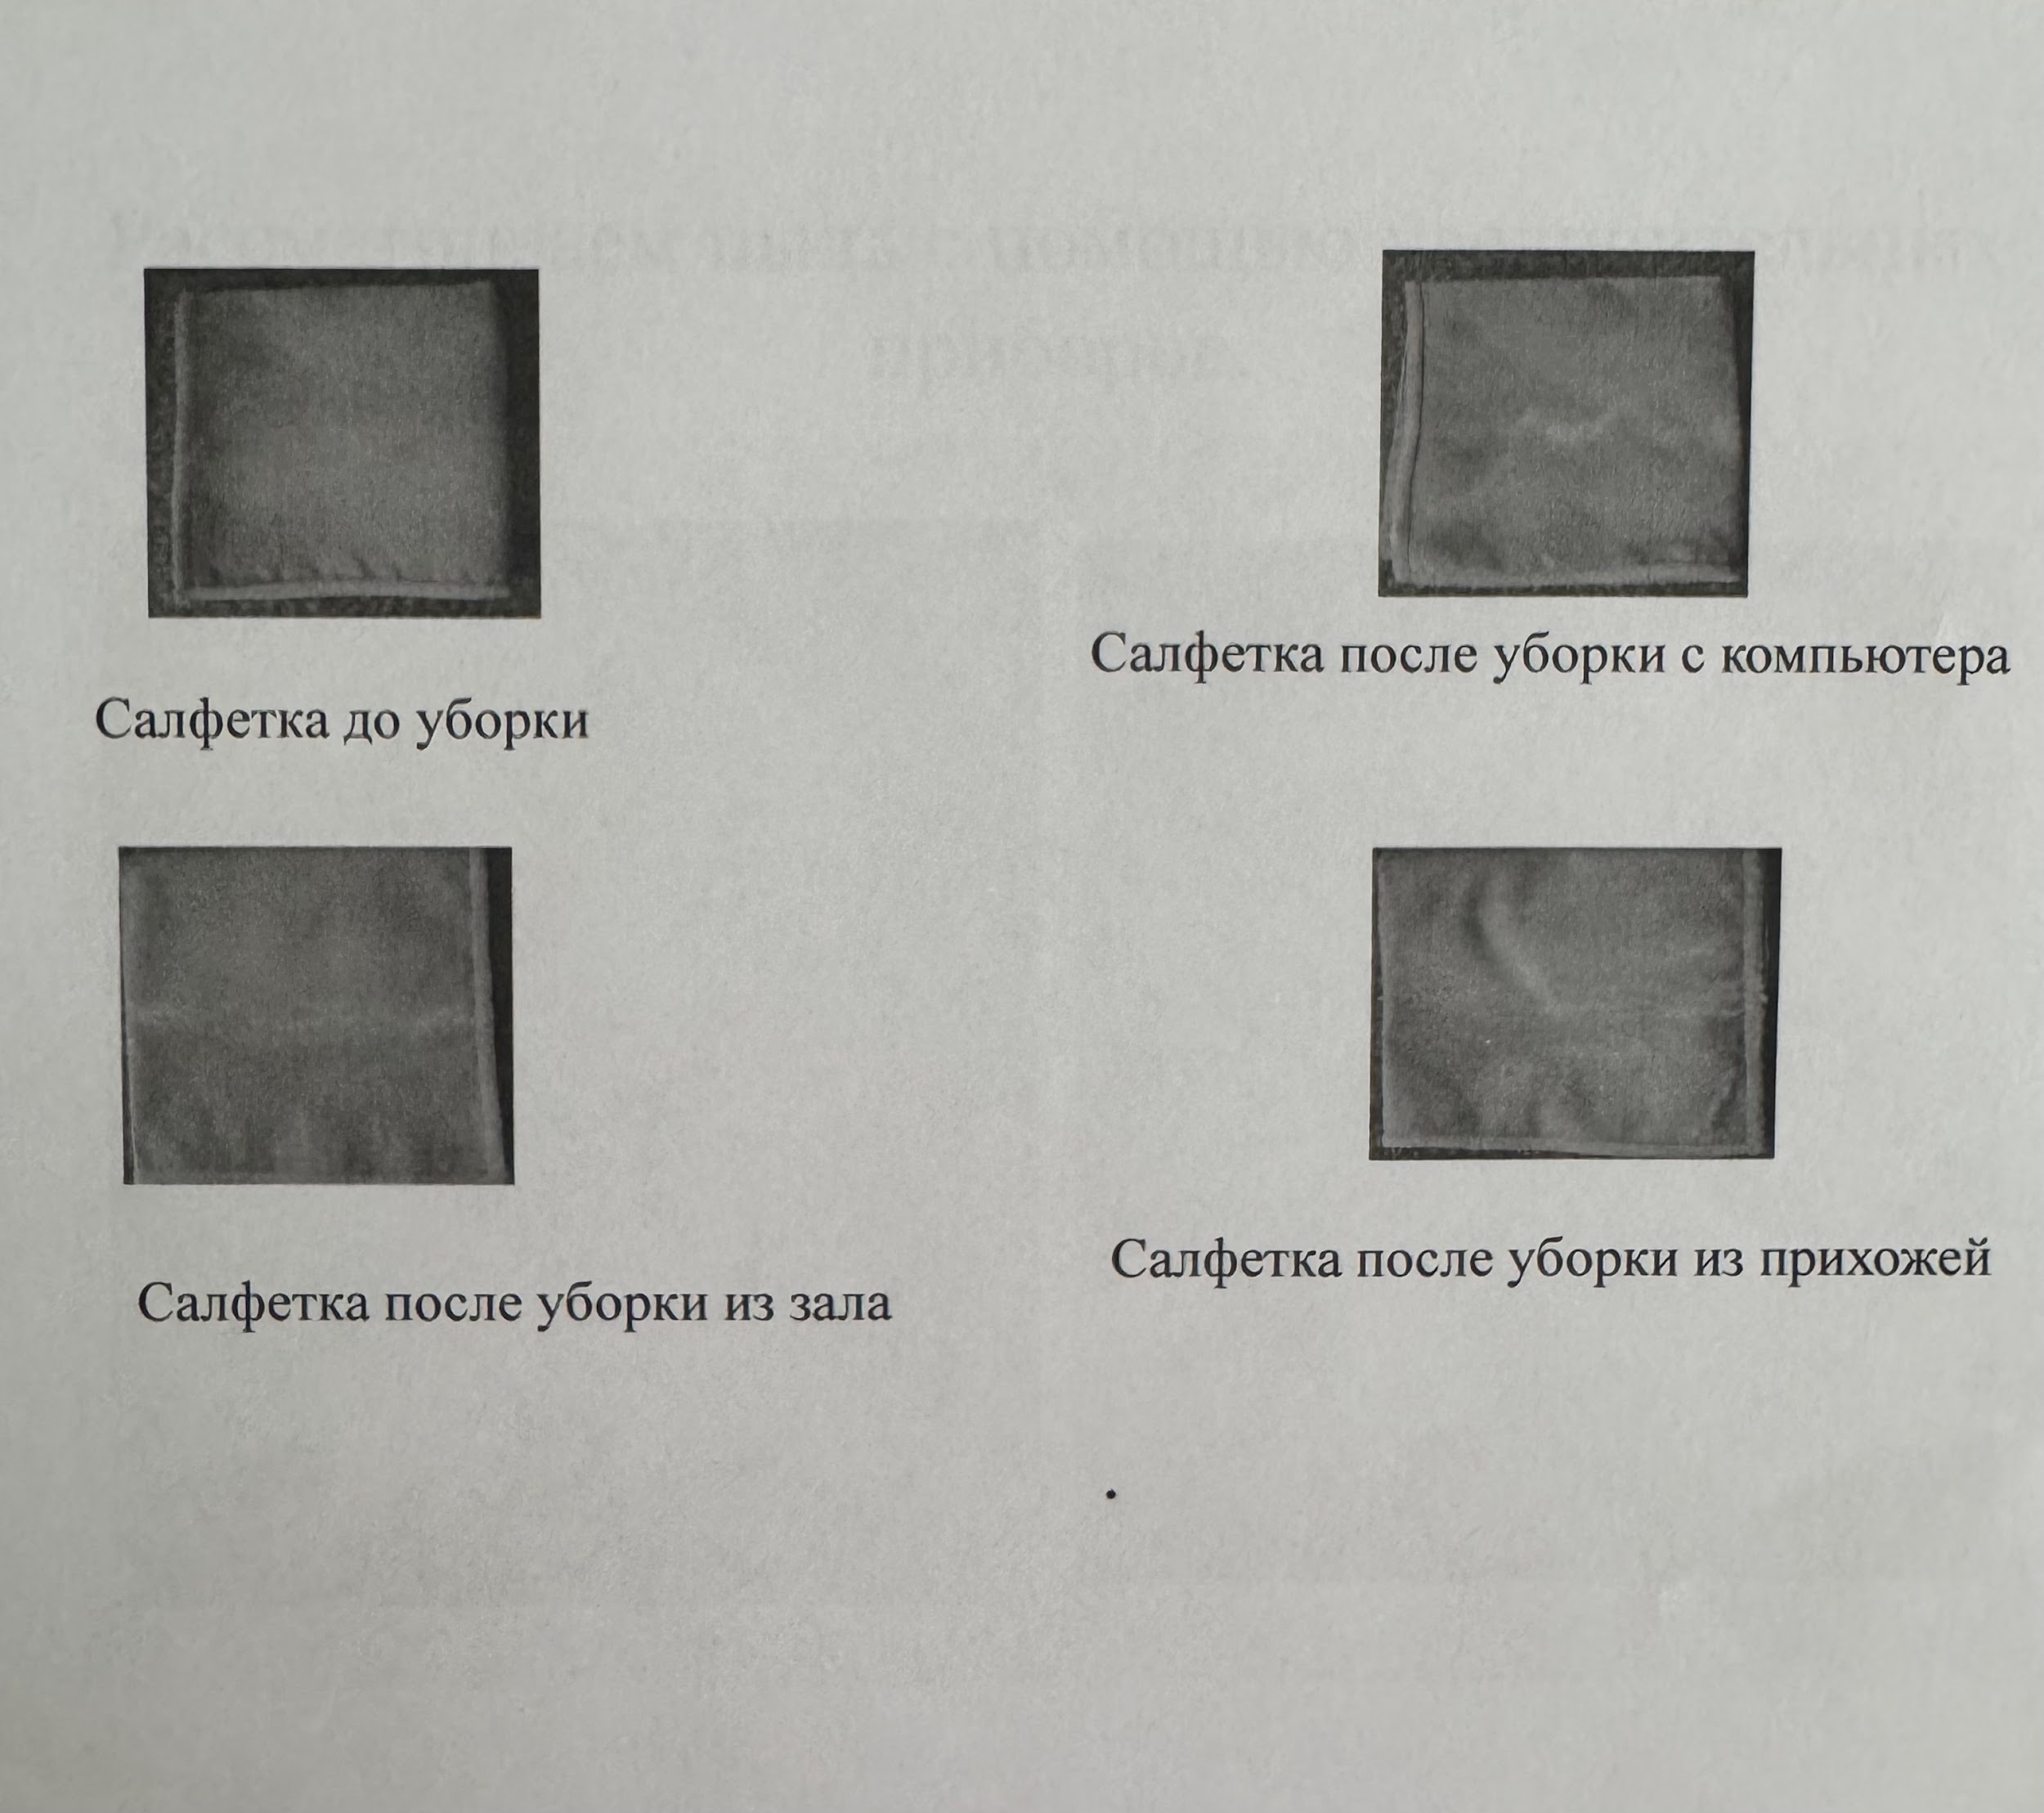 Салфетка до уборки
Салфетка после уборки с компьютера
Салфетка после уборки из зала
Салфетка после уборки из прихожей